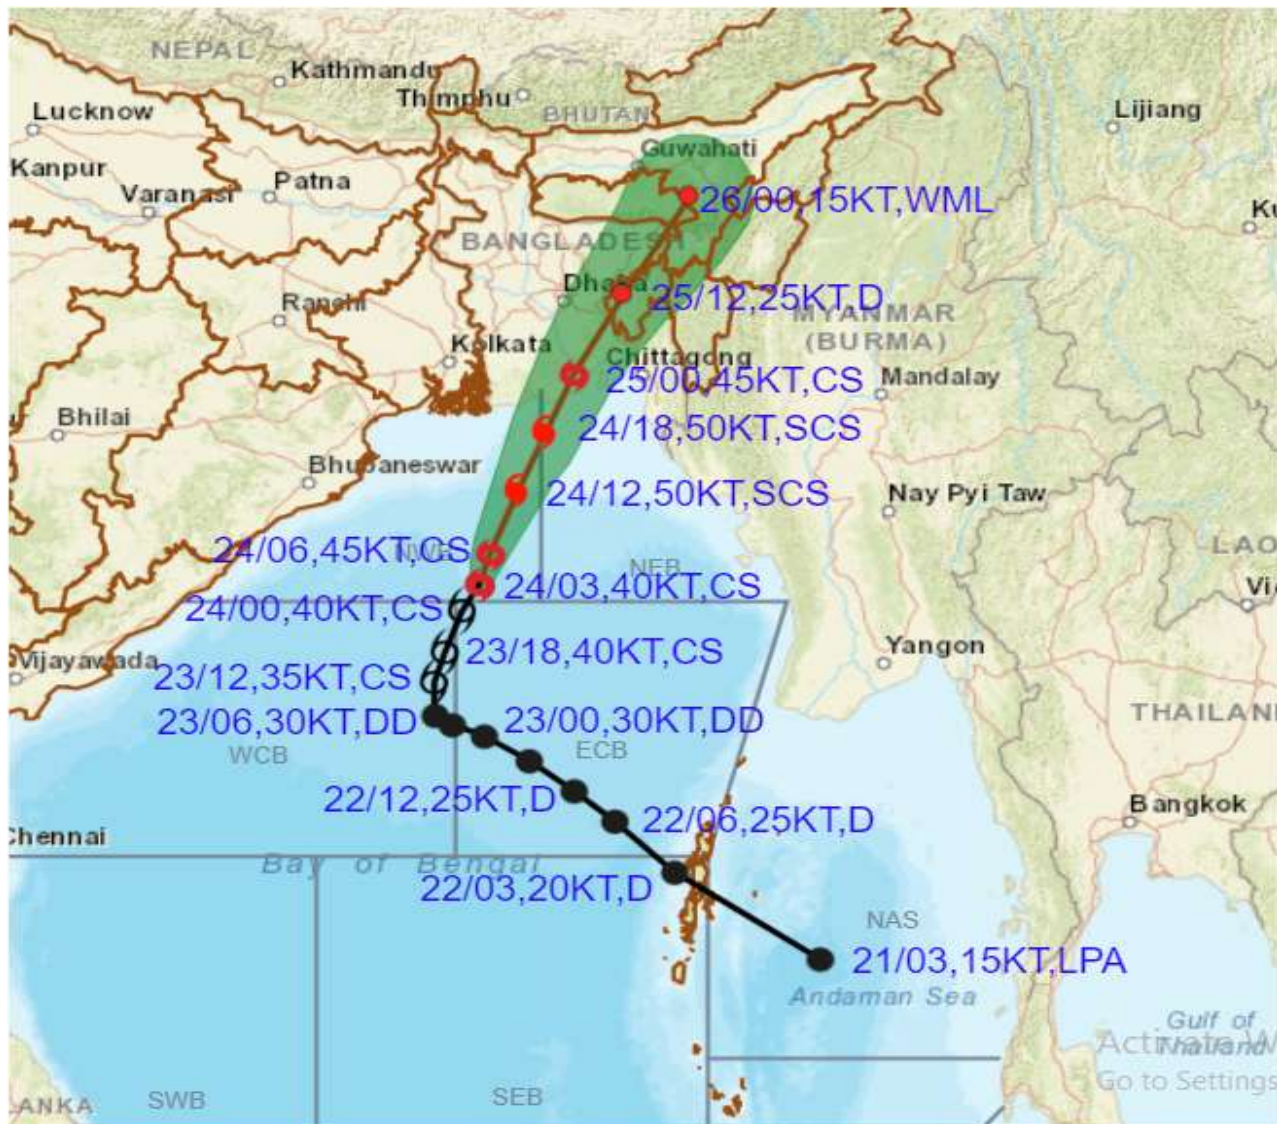 NEPAL
Kathmandu
Lucknow
Thimphu
BHUTAN
Lijiang
Guwahati
Kanpur
Patna
Varanasi
26/00,15KT,WML
BANGLADESH
Dhaka
25/12,25KT,D
Ranchi
MYANMAR
(BURMA)
Kolkata
Chittagong
25/00,45KT,CS
Mandalay
Bhilai
24/18,50KT,SCS
Bhubaneswar
24/12,50KT,SCS
Nay Pyi Taw
24/06,45KT,CS
NWB
NEB
LAO
24/03,40KT,CS
24/00,40KT,CS
Yangon
23/18,40KT,CS
Vijayawada
23/12,35KT,CS
23/06,30KT,DD
23/00,30KT,DD
THAILAN
WCB
ECB
22/12,25KT,D
Bangkok
22/06,25KT,D
Chennai
Bay of Bengal
22/03,20KT,D
NAS
21/03,15KT,LPA
Andaman Sea
Gulf of
Thailand
Go to Settings
SEB
SWB
ANKA